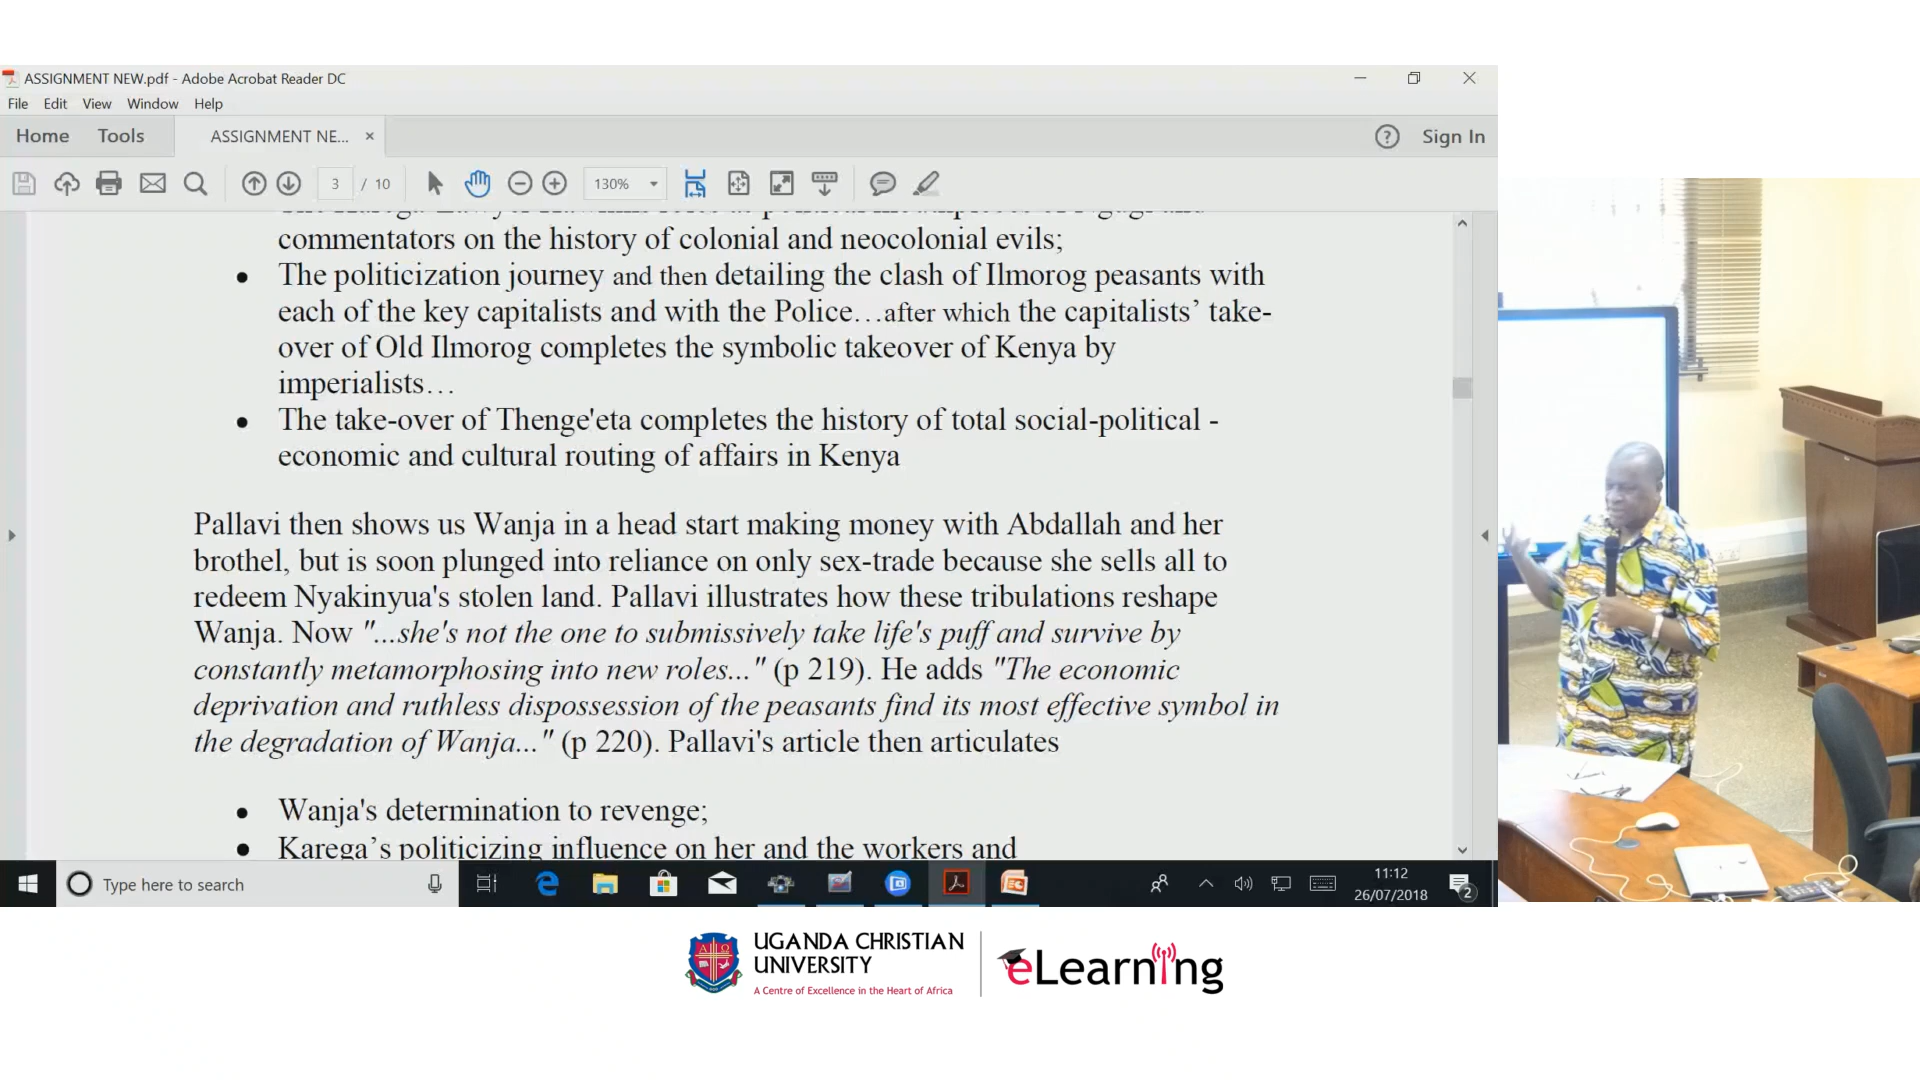 ASSIGNMENT NEW.pdf - Adobe Acrobat Reader DC
File Edit View Window Help
Home Tools ASSIGNMENT NE... × Sign In
3 / 10 130%
commentators on the history of colonial and neocolonial evils;
• The politicization journey and then detailing the clash of Ilmorog peasants with
each of the key capitalists and with the Police…after which the capitalists’ take-
over of Old Ilmorog completes the symbolic takeover of Kenya by
imperialists…
• The take-over of Thenge'eta completes the history of total social-political -
economic and cultural routing of affairs in Kenya
Pallavi then shows us Wanja in a head start making money with Abdallah and her
brothel, but is soon plunged into reliance on only sex-trade because she sells all to
redeem Nyakinyua's stolen land. Pallavi illustrates how these tribulations reshape
Wanja. Now "...she's not the one to submissively take life's puff and survive by
constantly metamorphosing into new roles..." (p 219). He adds "The economic
deprivation and ruthless dispossession of the peasants find its most effective symbol in
the degradation of Wanja..." (p 220). Pallavi's article then articulates
• Wanja's determination to revenge;
• Karega’s politicizing influence on her and the workers and
Type here to search
11:12
26/07/2018
2
UGANDA CHRISTIAN
UNIVERSITY
A Centre of Excellence in the Heart of Africa
eLearning